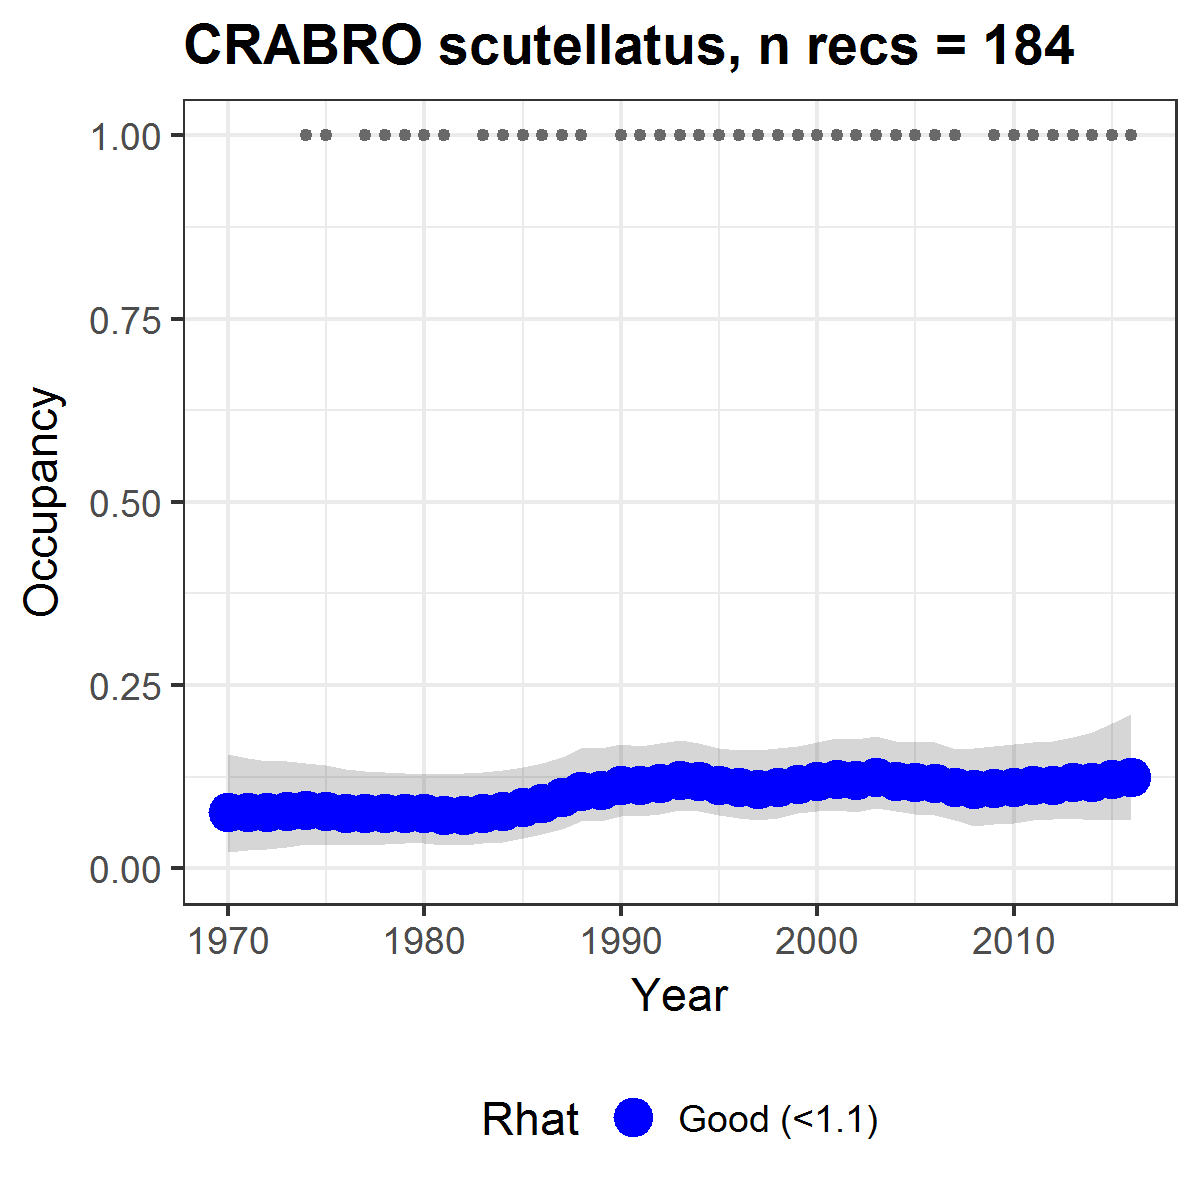 CRABRO scutellatus, n recs = 184
1.00
0.75
0.50
0.25
0.00
Occupancy
1970 1980 1990 2000 2010
Year
Rhat Good (<1.1)